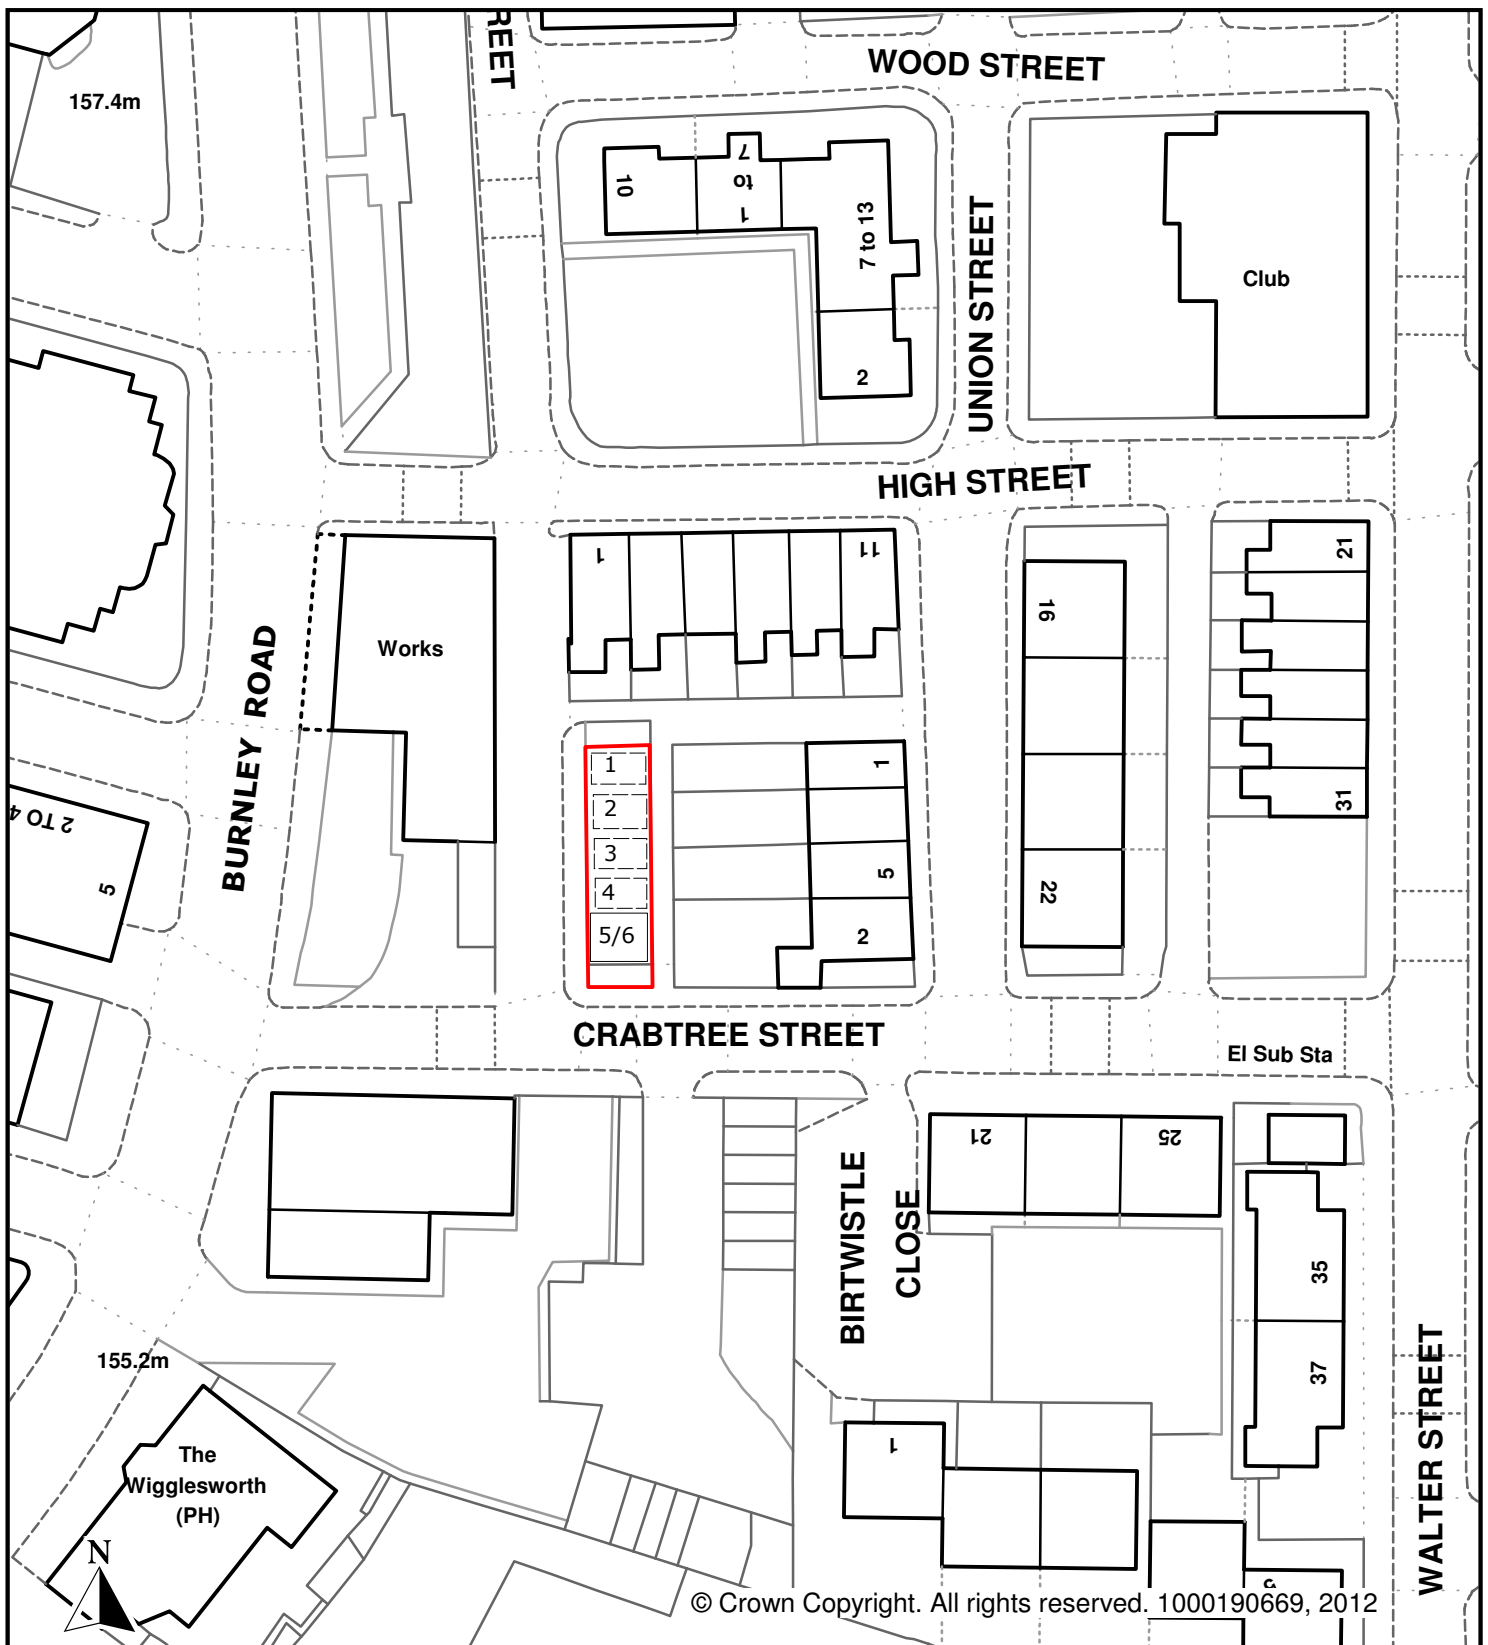 REET
WOOD STREET
157.4m
10
1
to
7
7 to 13
2
UNION STREET
Club
HIGH STREET
1
11
16
21
Works
BURNLEY ROAD
31
1
2
3
4
5/6
1
5
2
22
2 TO 4
5
CRABTREE STREET
El Sub Sta
21
25
BIRTWISTLE
CLOSE
35
37
155.2m
The
Wigglesworth
(PH)
1
WALTER STREET
N
© Crown Copyright. All rights reserved. 1000190669, 2012